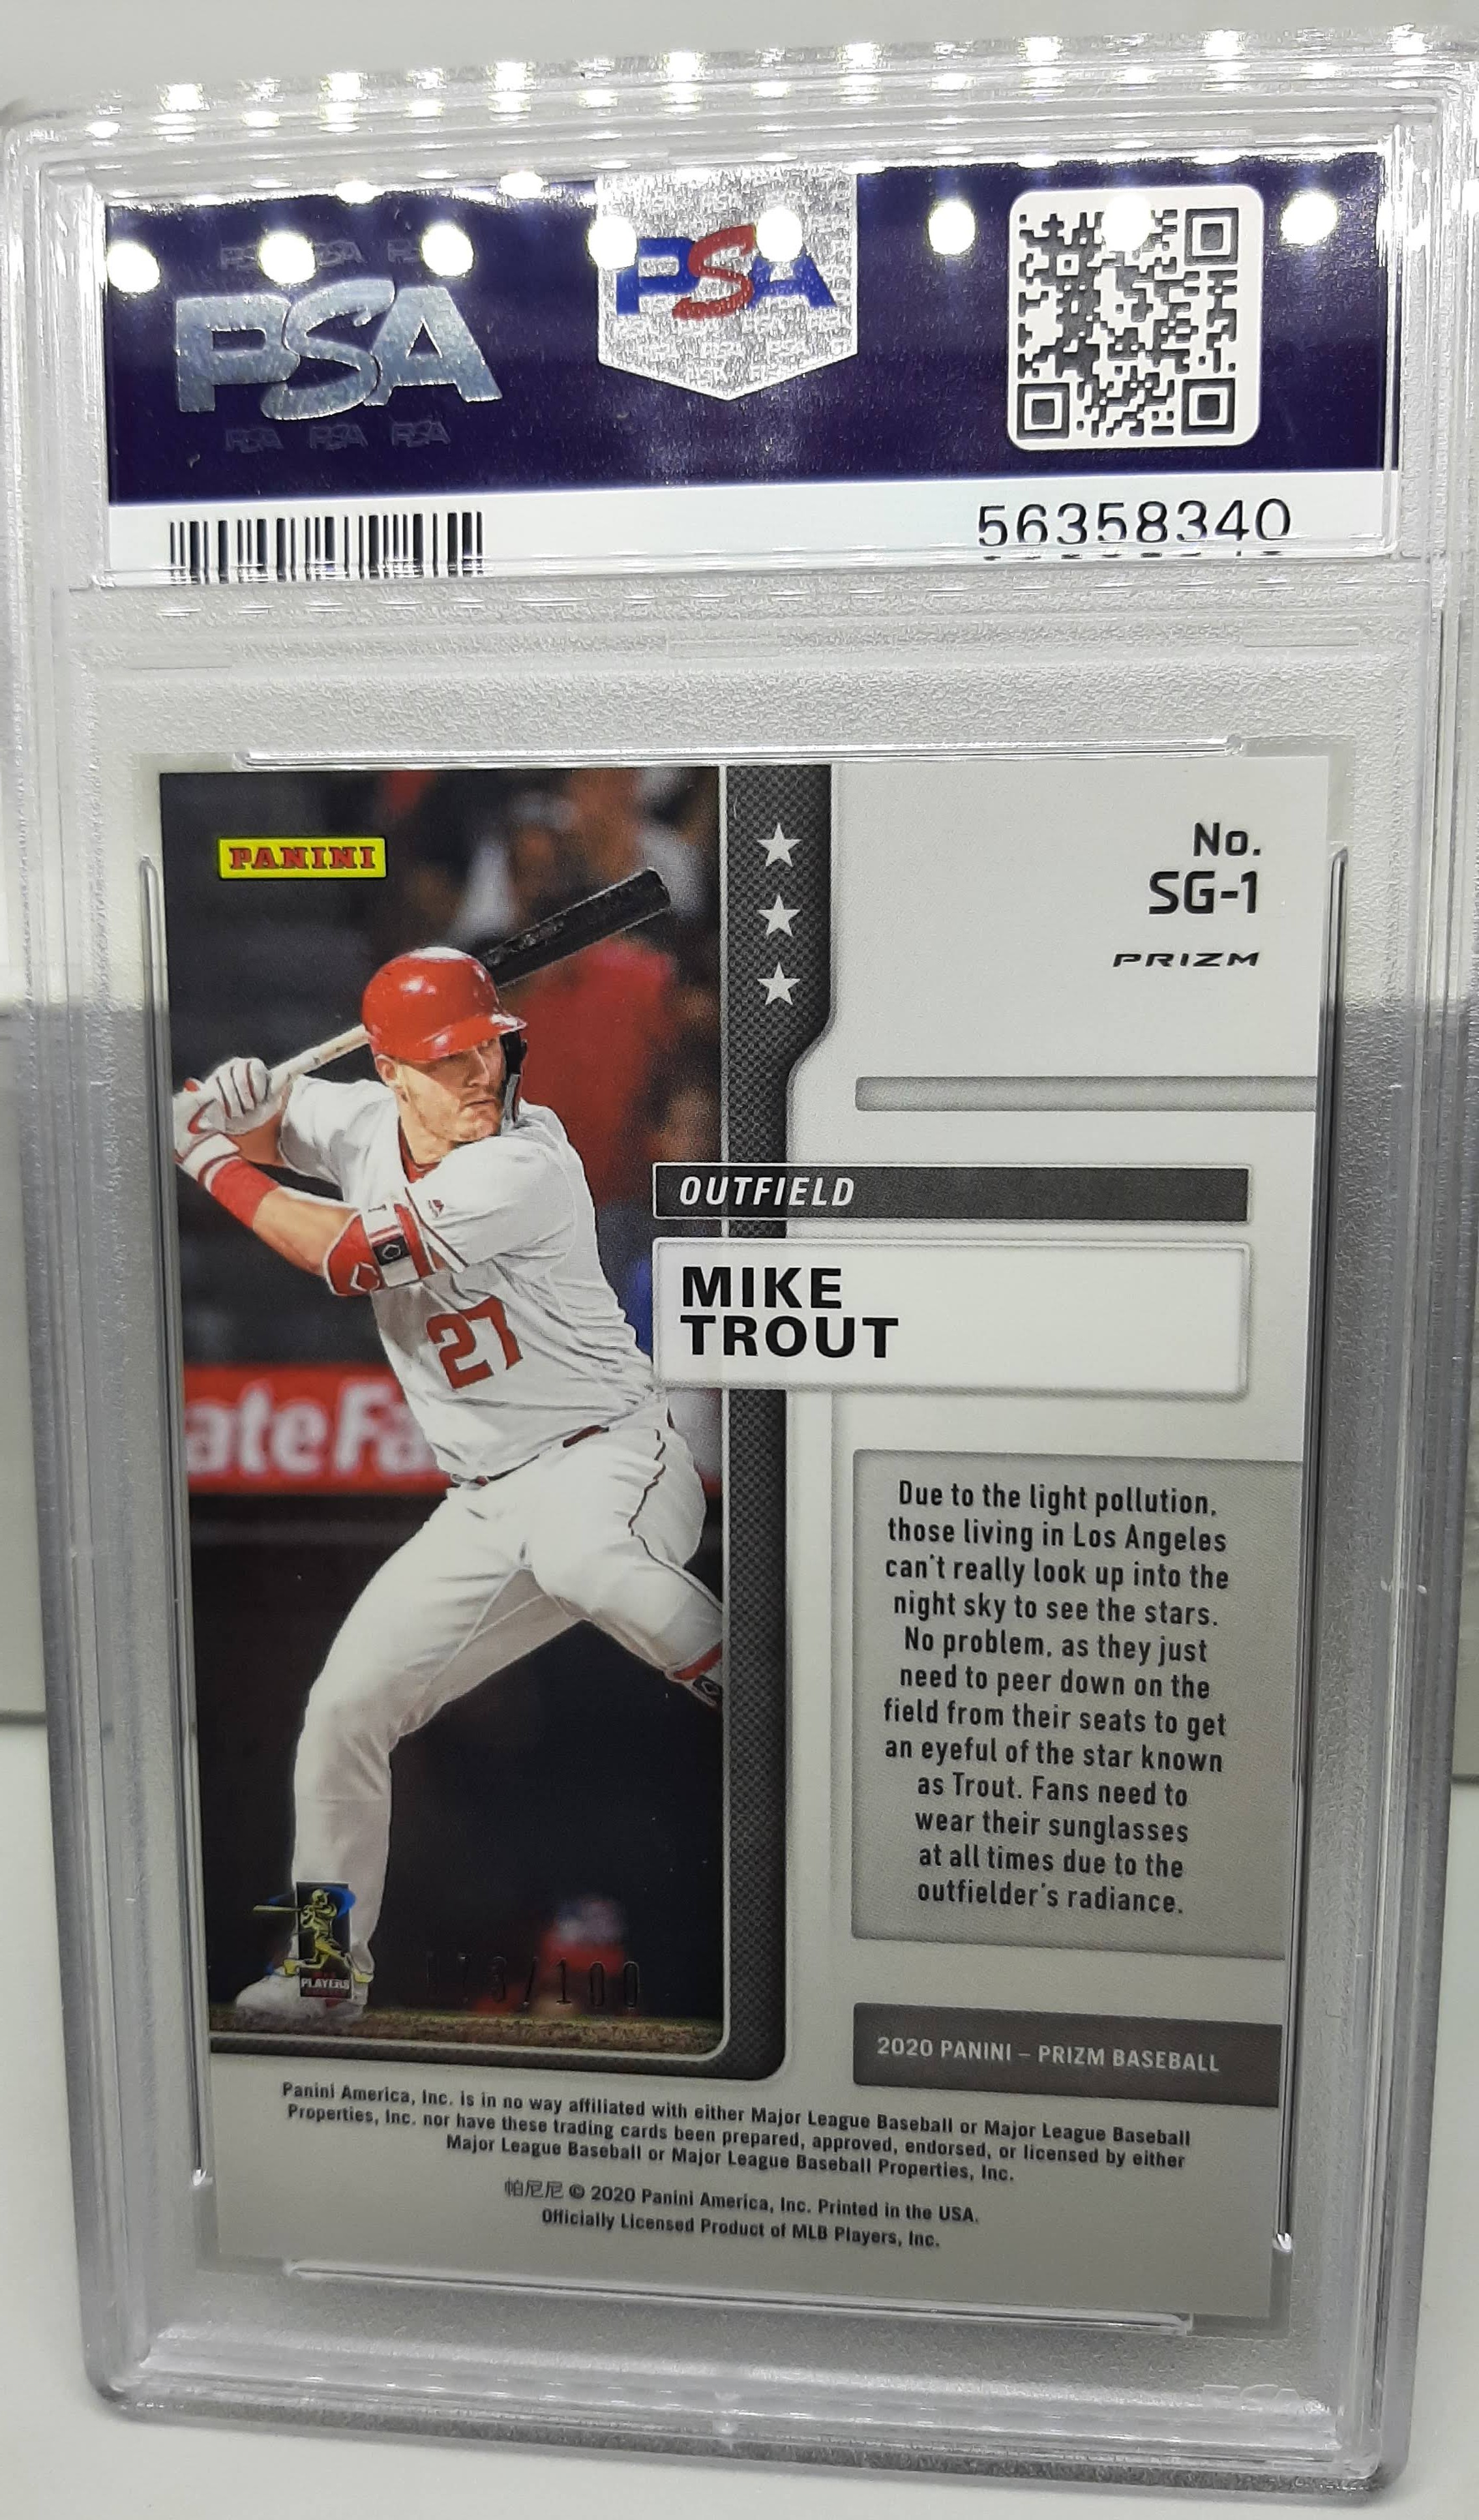 PSA
PSA
56358340
PANINI
No.
SG-1
PRIZM
OUTFIELD
MIKE
TROUT
27
ateFa
Due to the light pollution,
those living in Los Angeles
can't really look up into the
night sky to see the stars.
No problem, as they just
need to peer down on the
field from their seats to get
an eyeful of the star known
as Trout. Fans need to
wear their sunglasses
at all times due to the
outfielder's radiance.
PLAYERS
073/100
2020 PANINI – PRIZM BASEBALL
Panini America, Inc. is in no way affiliated with either Major League Baseball or Major League Baseball
Properties, Inc. nor have these trading cards been prepared, approved, endorsed, or licensed by either
Major League Baseball or Major League Baseball Properties, Inc.
帕尼尼 © 2020 Panini America, Inc. Printed in the USA.
Officially Licensed Product of MLB Players, Inc.